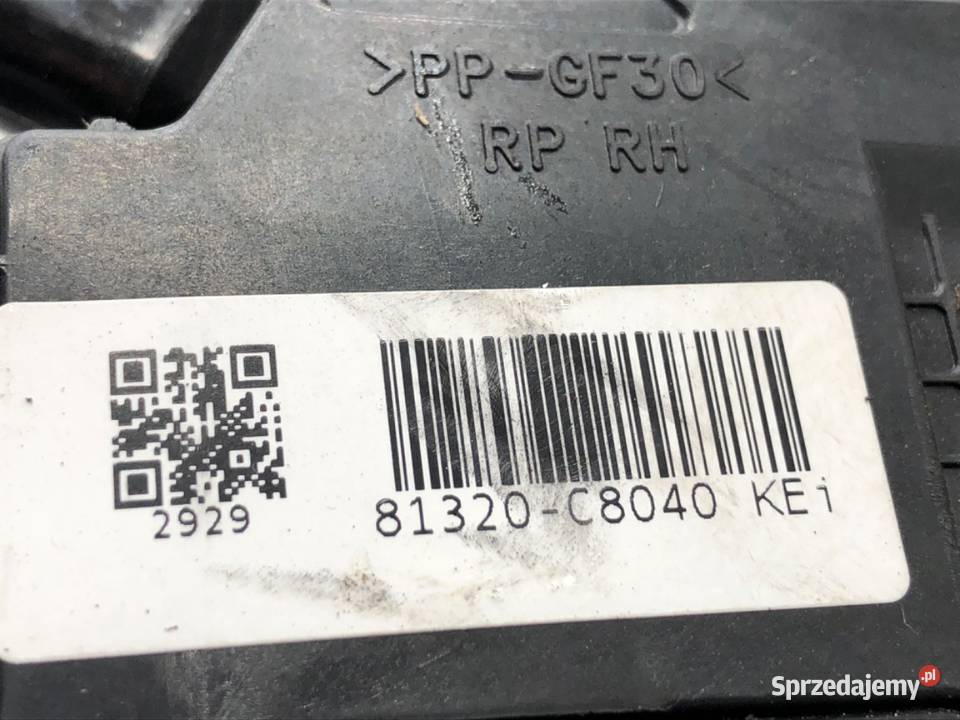 >PP-GF30<
RP RH
2929
81320-C8040 KEi
Sprzedajemy.pl